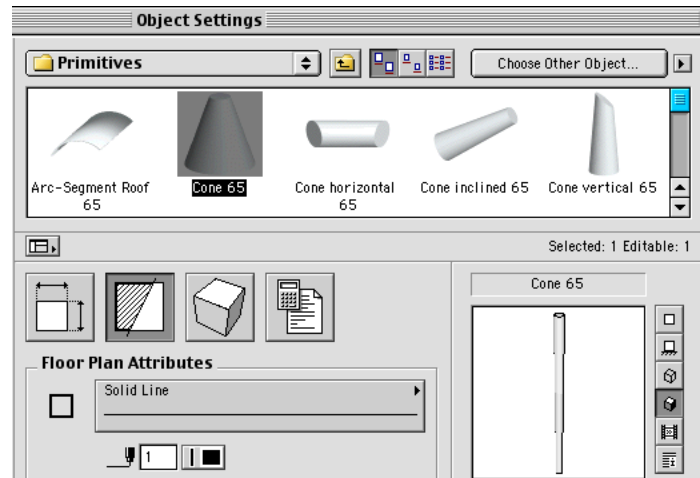 Object Settings
Primitives
Choose Other Object...
Arc-Segment Roof
65
Cone 65
Cone horizontal
65
Cone inclined 65
Cone vertical 65
Selected: 1 Editable: 1
Cone 65
Floor Plan Attributes
Solid Line
1